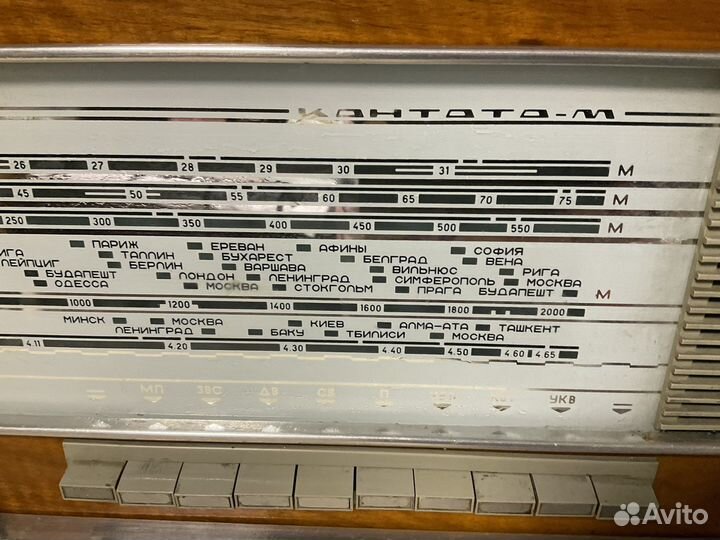 КАНТАТА-М
26 27 28 29 30 31 М
45 50 55 60 65 70 75 М
250 300 350 400 450 500 550 М
ПАРИЖ ЕРЕВАН АФИНЫ СОФИЯ
ИГА ТАЛЛИН БУХАРЕСТ БЕЛГРАД ВЕНА
ЛЕЙПЦИГ БЕРЛИН ВАРШАВА ВИЛЬНЮС РИГА
БУДАПЕШТ ЛОНДОН ЛЕНИНГРАД СИМФЕРОПОЛЬ МОСКВА
ОДЕССА МОСКВА СТОКГОЛЬМ ПРАГА БУДАПЕШТ М
1000 1200 1400 1600 1800 2000
МИНСК МОСКВА КИЕВ АЛМА-АТА ТАШКЕНТ
ЛЕНИНГРАД БАКУ ТБИЛИСИ МОСКВА
4.11 4.20 4.30 4.40 4.50 4.60 4.65
МП ЗВС ДВ СВ П УКВ
Avito